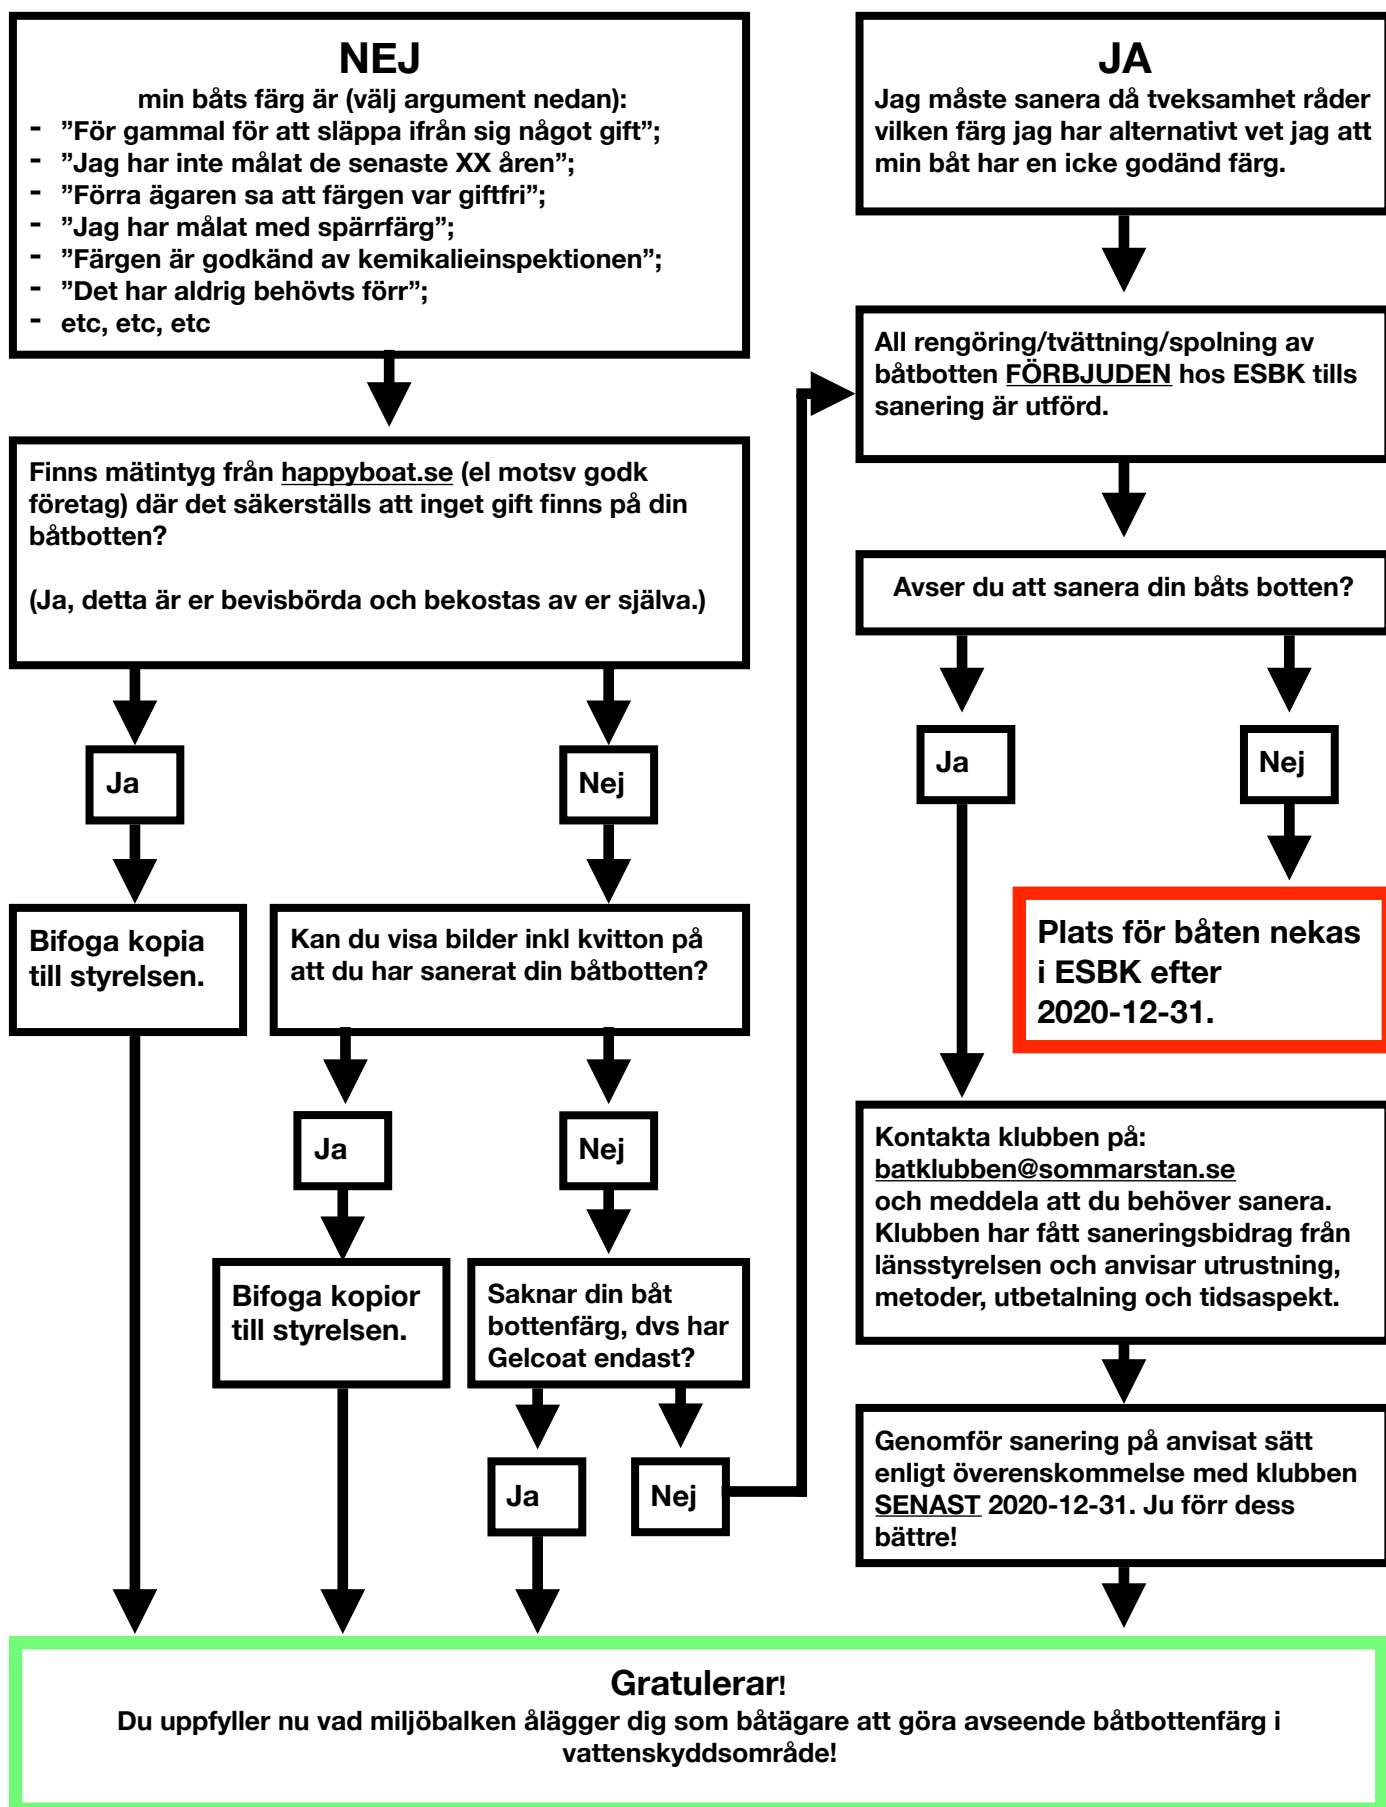 NEJ
min båts färg är (välj argument nedan):
- ”För gammal för att släppa ifrån sig något gift”;
- ”Jag har inte målat de senaste XX åren”;
- ”Förra ägaren sa att färgen var giftfri”;
- ”Jag har målat med spärrfärg”;
- ”Färgen är godkänd av kemikalieinspektionen”;
- ”Det har aldrig behövts förr”;
- etc, etc, etc
Finns mätintyg från happyboat.se (el motsv godk
företag) där det säkerställs att inget gift finns på din
båtbotten?
(Ja, detta är er bevisbörda och bekostas av er själva.)
Ja
Nej
Bifoga kopia
till styrelsen.
Kan du visa bilder inkl kvitton på
att du har sanerat din båtbotten?
Ja
Nej
Bifoga kopior
till styrelsen.
Saknar din båt
bottenfärg, dvs har
Gelcoat endast?
Ja
Nej
JA
Jag måste sanera då tveksamhet råder
vilken färg jag har alternativt vet jag att
min båt har en icke godänd färg.
All rengöring/tvättning/spolning av
båtbotten FÖRBJUDEN hos ESBK tills
sanering är utförd.
Avser du att sanera din båts botten?
Ja
Nej
Plats för båten nekas
i ESBK efter
2020-12-31.
Kontakta klubben på:
batklubben@sommarstan.se
och meddela att du behöver sanera.
Klubben har fått saneringsbidrag från
länsstyrelsen och anvisar utrustning,
metoder, utbetalning och tidsaspekt.
Genomför sanering på anvisat sätt
enligt överenskommelse med klubben
SENAST 2020-12-31. Ju förr dess
bättre!
Gratulerar!
Du uppfyller nu vad miljöbalken ålägger dig som båtägare att göra avseende båtbottenfärg i
vattenskyddsområde!